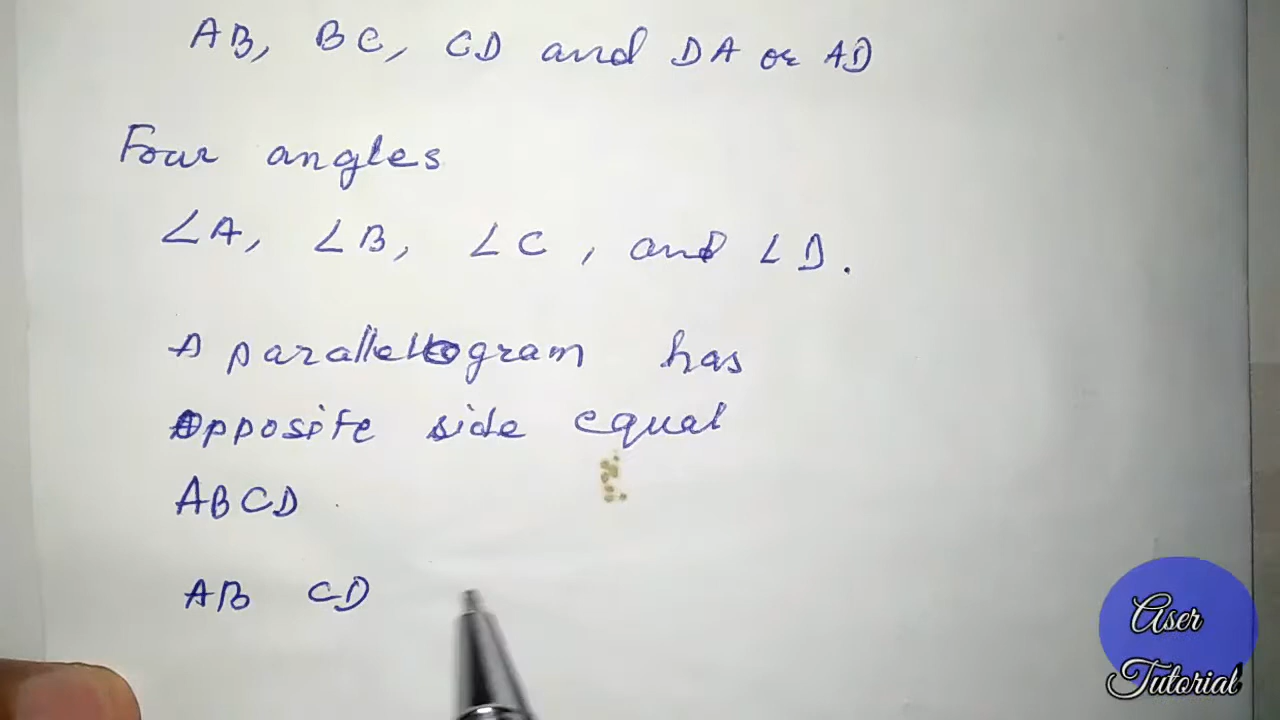 AB, BC, CD and DA or AD
Four angles
∠A, ∠B, ∠C, and ∠D.
A parallelogram has
opposite side equal
ABCD
AB CD
Aser
Tutorial